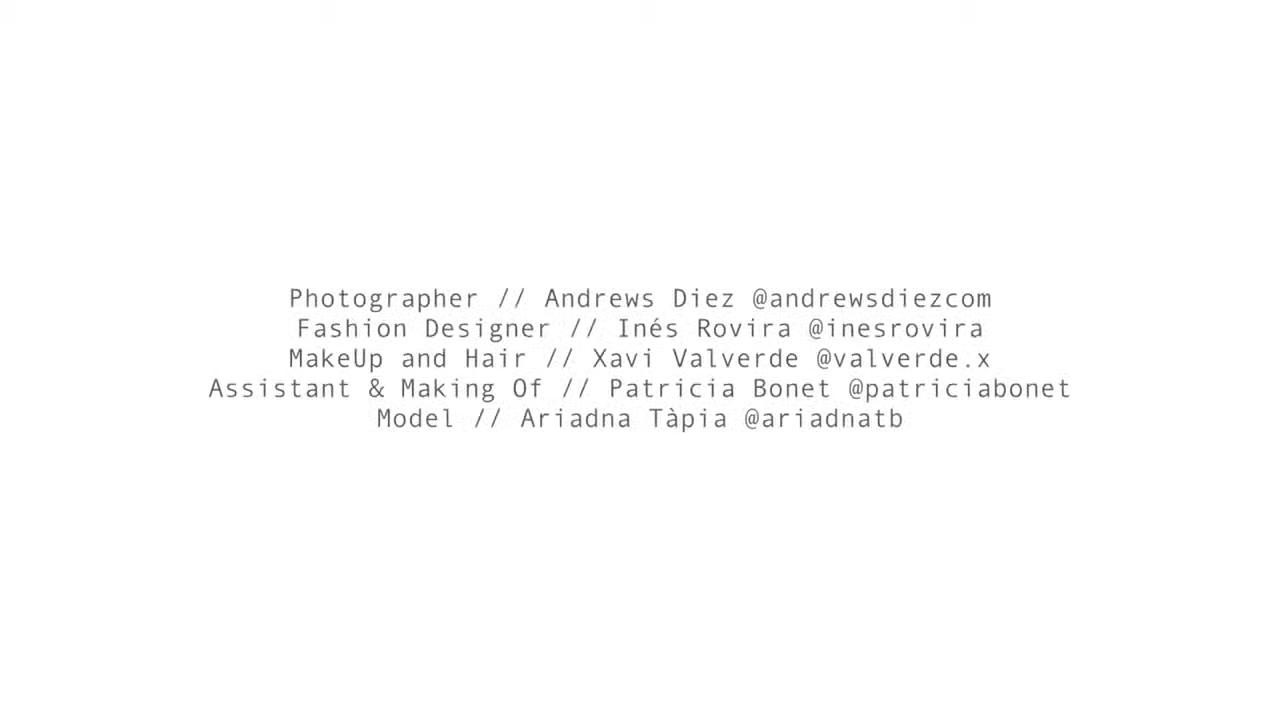 Photographer // Andrews Diez @andrewsdiezcom
Fashion Designer // Inés Rovira @inesrovira
MakeUp and Hair // Xavi Valverde @valverde.x
Assistant & Making Of // Patricia Bonet @patriciabonet
Model // Ariadna Tàpia @ariadnatb